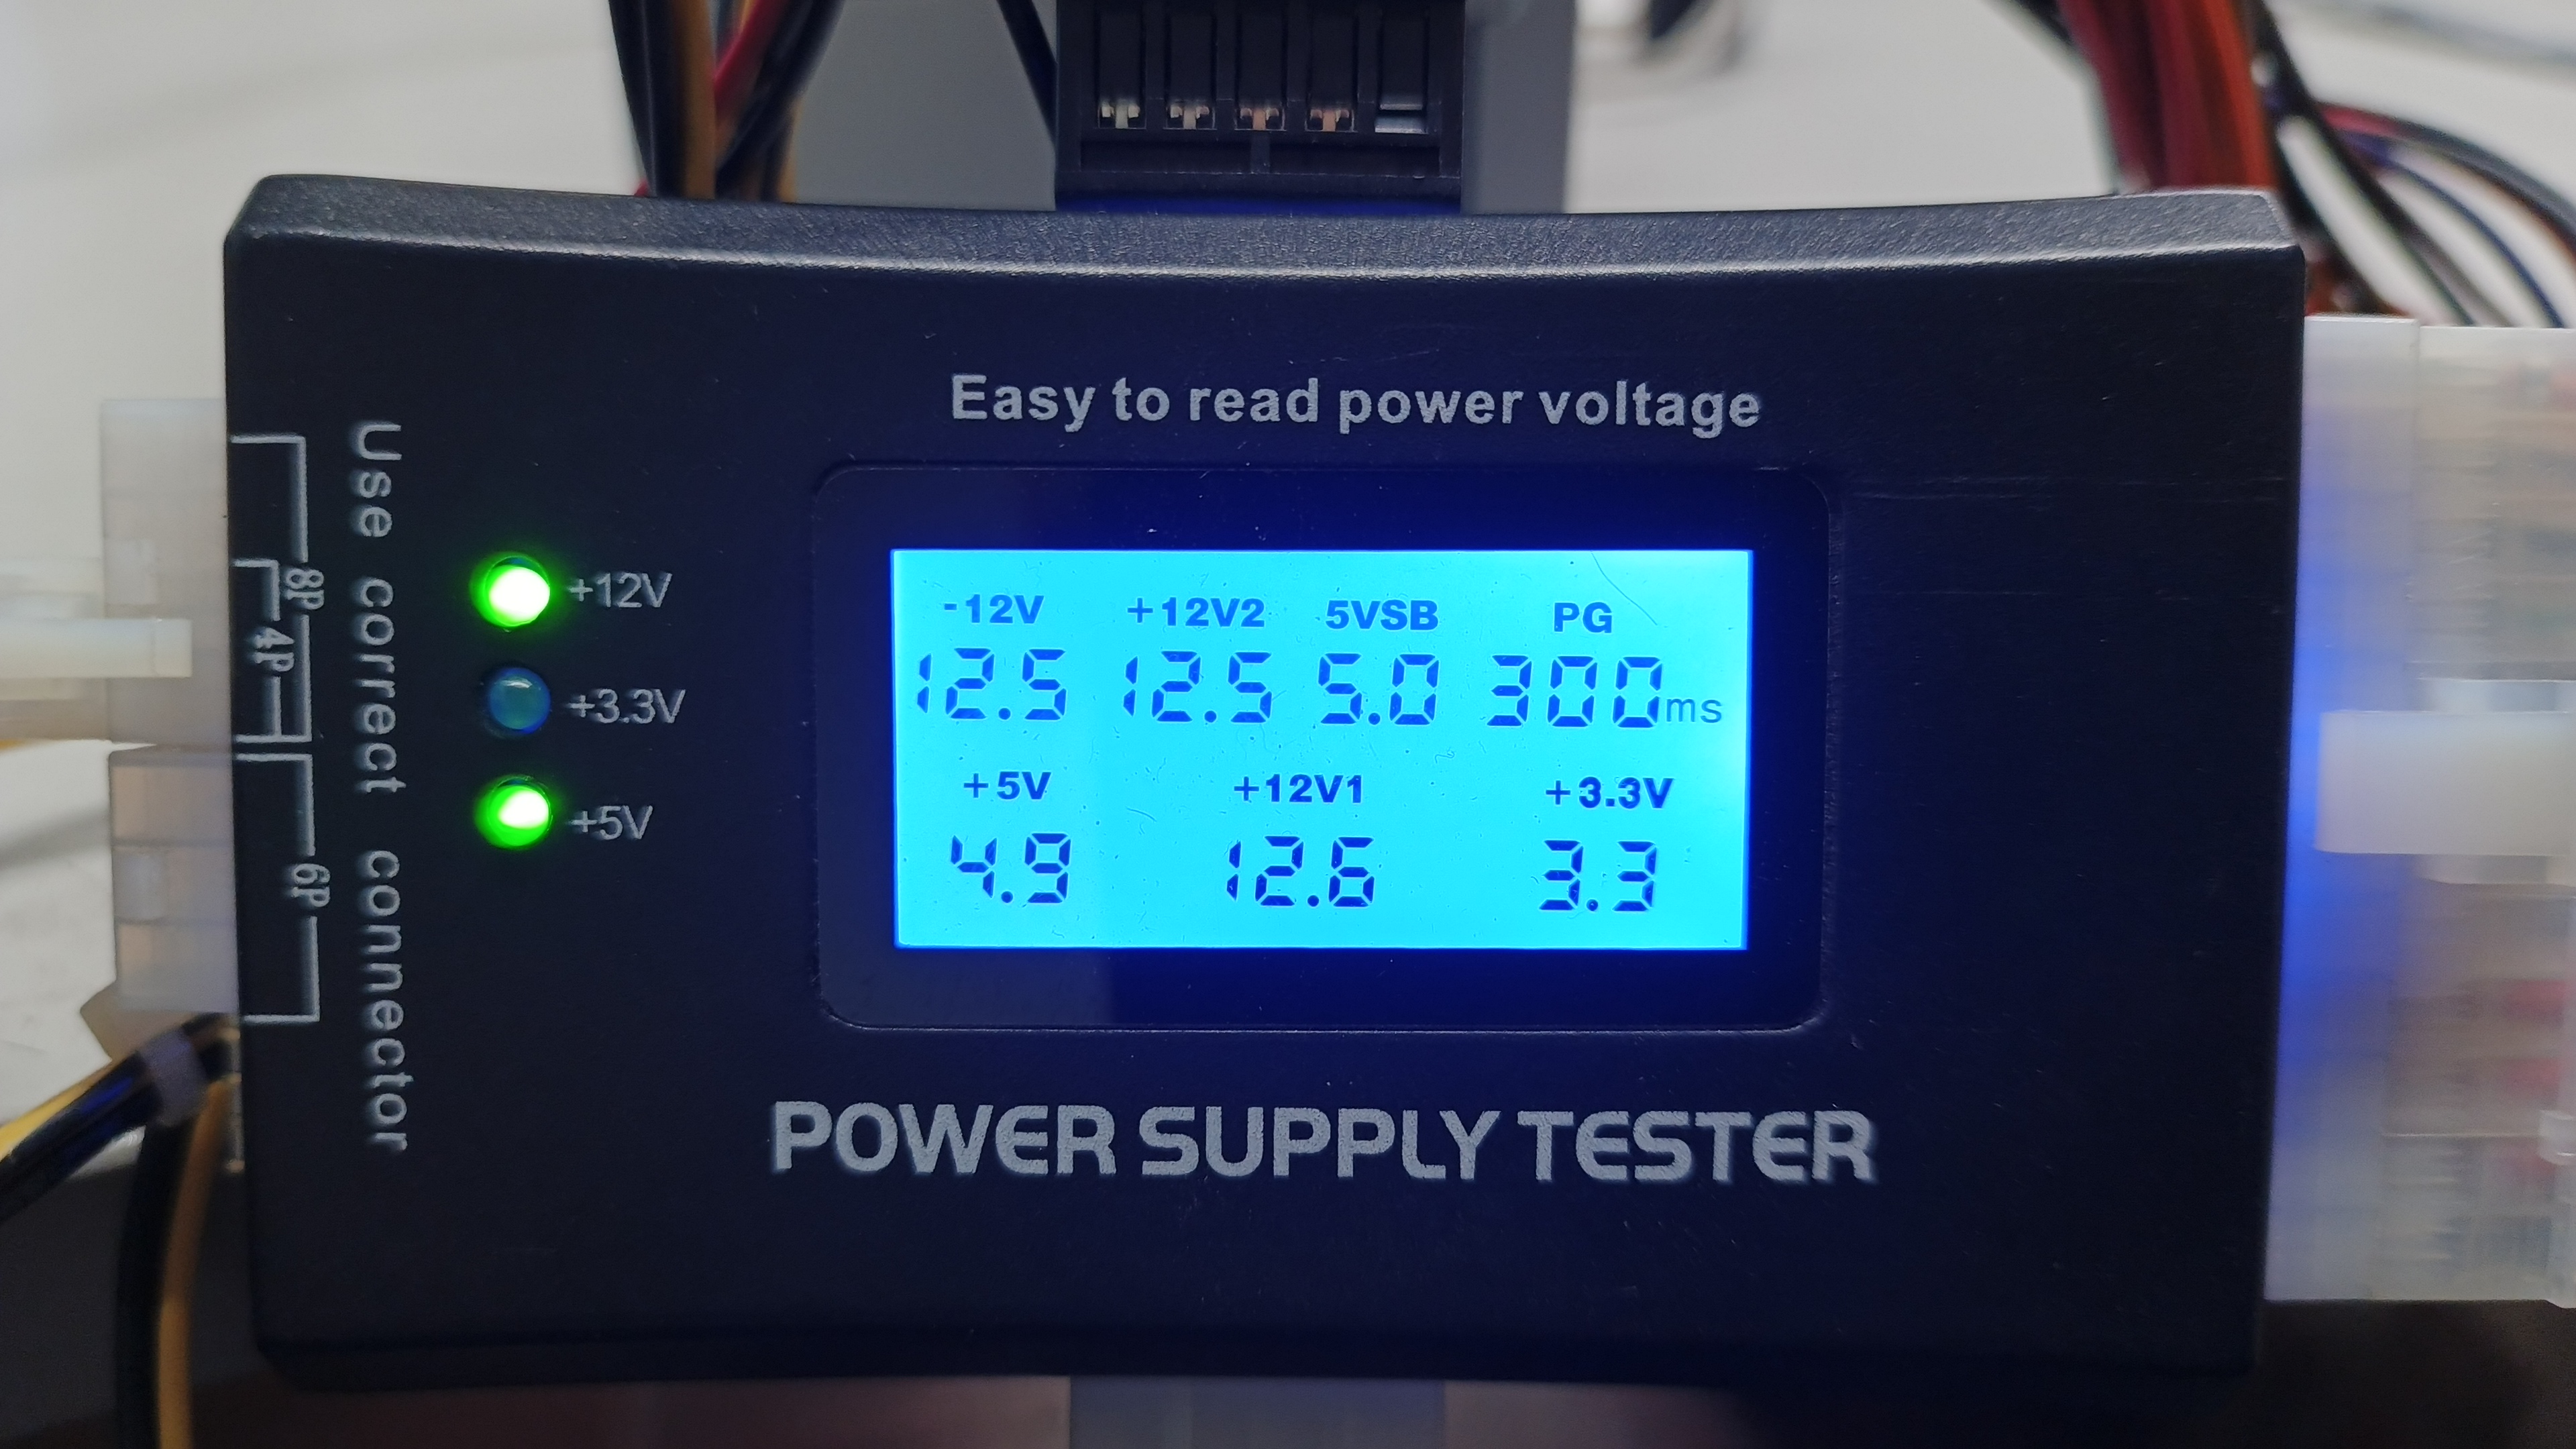 Easy to read power voltage
Use correct connector
8P
4P
6P
+12V
+3.3V
+5V
-12V +12V2 5VSB PG
12.5 12.5 5.0 300ms
+5V +12V1 +3.3V
4.9 12.6 3.3
POWER SUPPLY TESTER